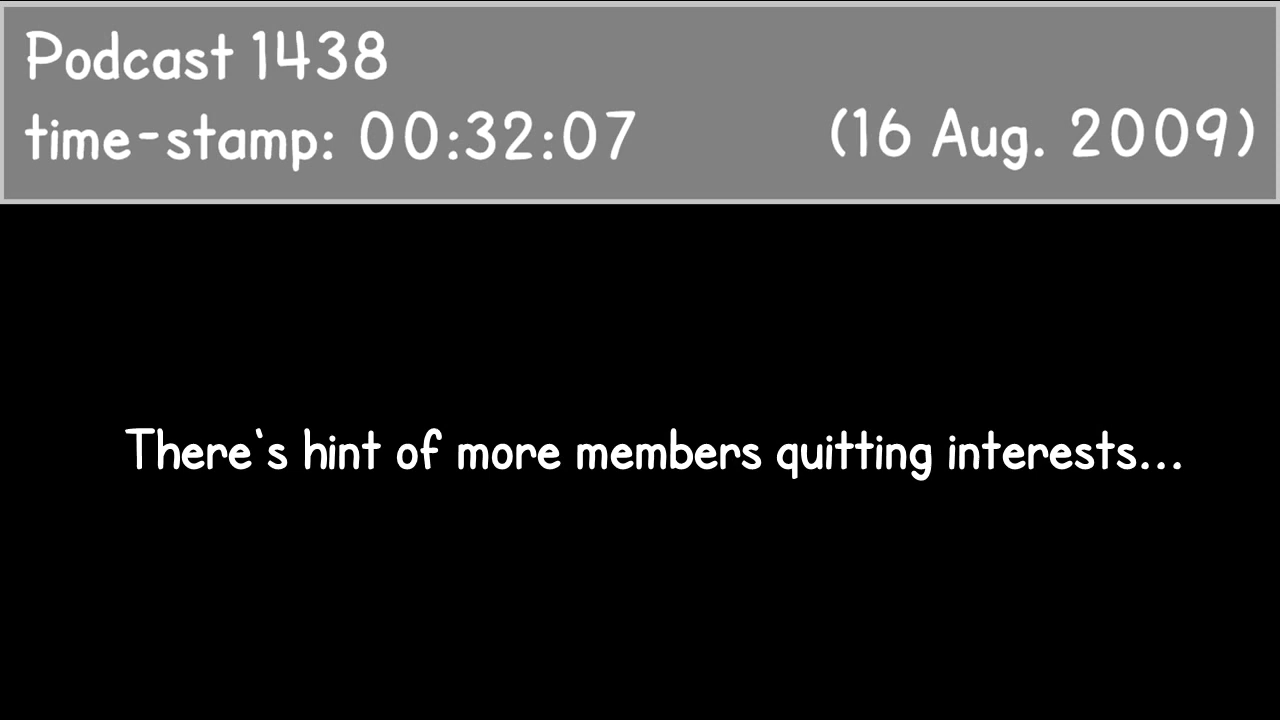 Podcast 1438
time-stamp: 00:32:07 (16 Aug. 2009)
There's hint of more members quitting interests...